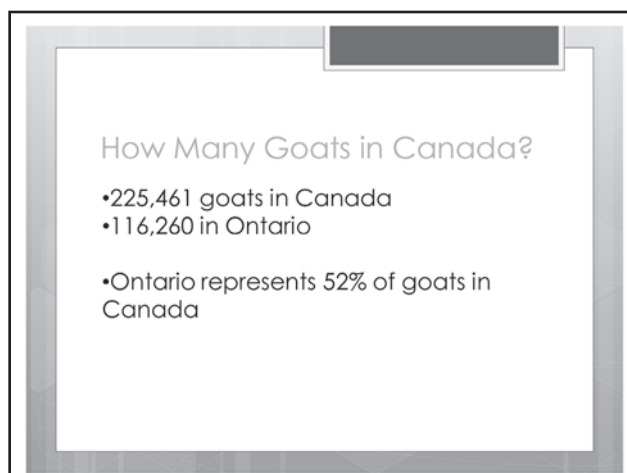 How Many Goats in Canada?
•225,461 goats in Canada
•116,260 in Ontario
•Ontario represents 52% of goats in
Canada